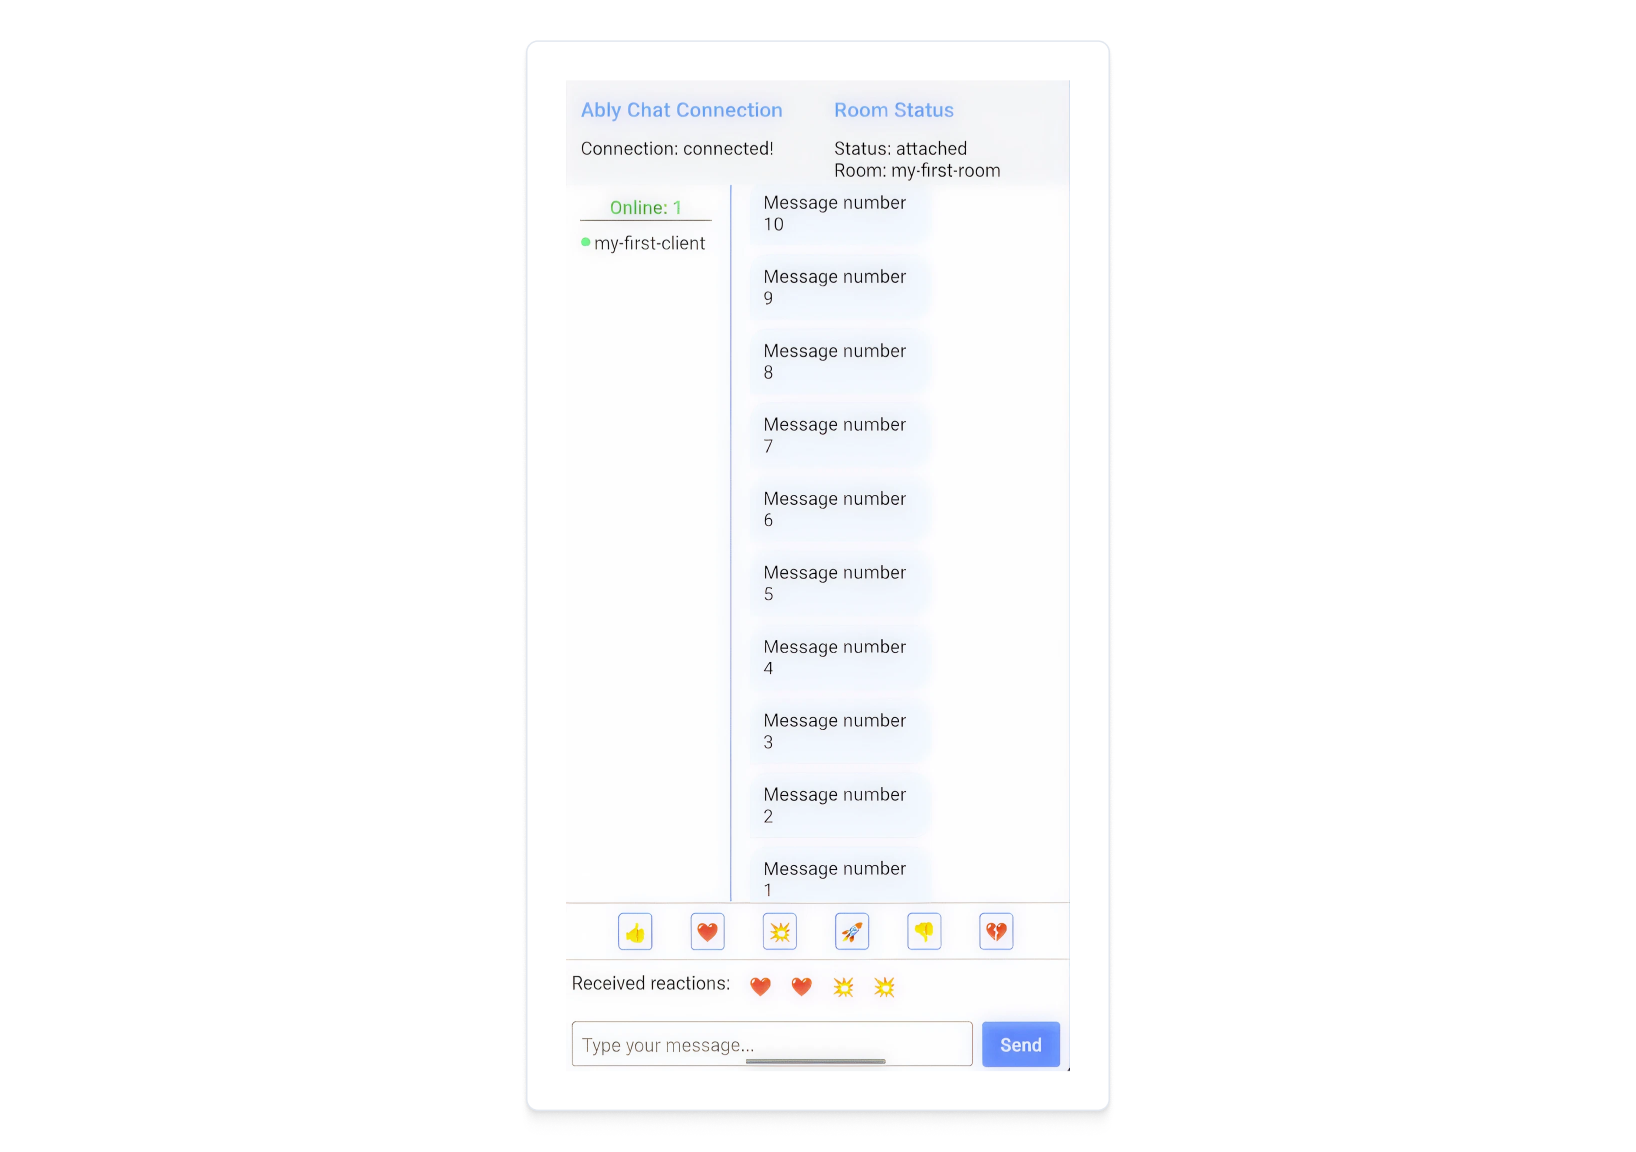 Ably Chat Connection
Connection: connected!
Room Status
Status: attached
Room: my-first-room
Online: 1
my-first-client
Message number
10
Message number
9
Message number
8
Message number
7
Message number
6
Message number
5
Message number
4
Message number
3
Message number
2
Message number
1
Received reactions:
Type your message...
Send